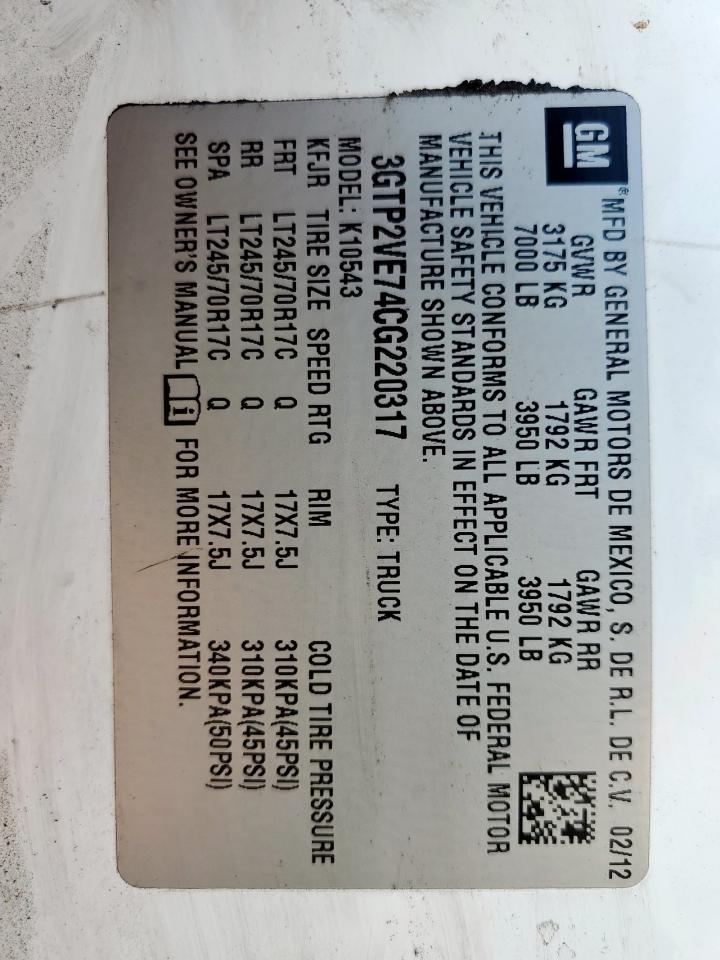 GM
® MFD BY GENERAL MOTORS DE MEXICO, S. DE R.L. DE C.V. 02/12
GVWR GAWR FRT GAWR RR
3175 KG 1792 KG 1792 KG
7000 LB 3950 LB 3950 LB
THIS VEHICLE CONFORMS TO ALL APPLICABLE U.S. FEDERAL MOTOR
VEHICLE SAFETY STANDARDS IN EFFECT ON THE DATE OF
MANUFACTURE SHOWN ABOVE.
3GTP2VE74CG220317 TYPE: TRUCK
MODEL: K10543
KFJR TIRE SIZE SPEED RTG RIM COLD TIRE PRESSURE
FRT LT245/70R17C Q 17X7.5J 310KPA(45PSI)
RR LT245/70R17C Q 17X7.5J 310KPA(45PSI)
SPA LT245/70R17C Q 17X7.5J 340KPA(50PSI)
SEE OWNER'S MANUAL i FOR MORE INFORMATION.